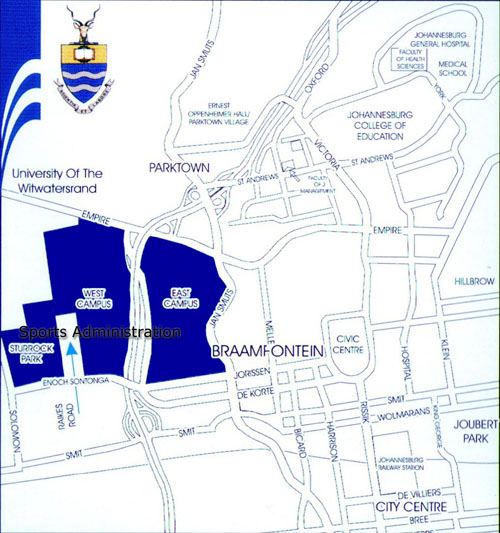 JOHANNESBURG
GENERAL HOSPITAL
FACULTY
OF HEALTH
SCIENCES
MEDICAL
SCHOOL
YORK
JAN SMUTS
OXFORD
ERNEST
OPPENHEIMER HALL/
PARKTOWN VILLAGE
JOHANNESBURG
COLLEGE OF
EDUCATION
VICTORIA
PARKTOWN
ST ANDREWS
ST ANDREWS
FACULTY
OF
MANAGEMENT
University Of The
Witwatersrand
EMPIRE
EMPIRE
HILLBROW
WEST
CAMPUS
EAST
CAMPUS
JAN SMUTS
Sports Administration
STURROCK
PARK
MELLE
BRAAMFONTEIN
CIVIC
CENTRE
HOSPITAL
KLEIN
ENOCH SONTONGA
JORISSEN
DE KORTE
SOLOMON
RAIKES
ROAD
SMIT
SMIT
WOLMARANS
KING GEORGE
JOUBERT
PARK
SMIT
BICARD
HARRISON
RISSIK
JOHANNESBURG
RAILWAY STATION
DE VILLIERS
CITY CENTRE
BREE